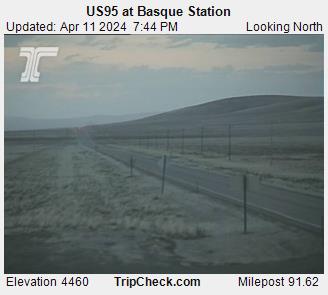 US95 at Basque Station
Updated: Apr 11 2024 7:44 PM Looking North
Elevation 4460 TripCheck.com Milepost 91.62